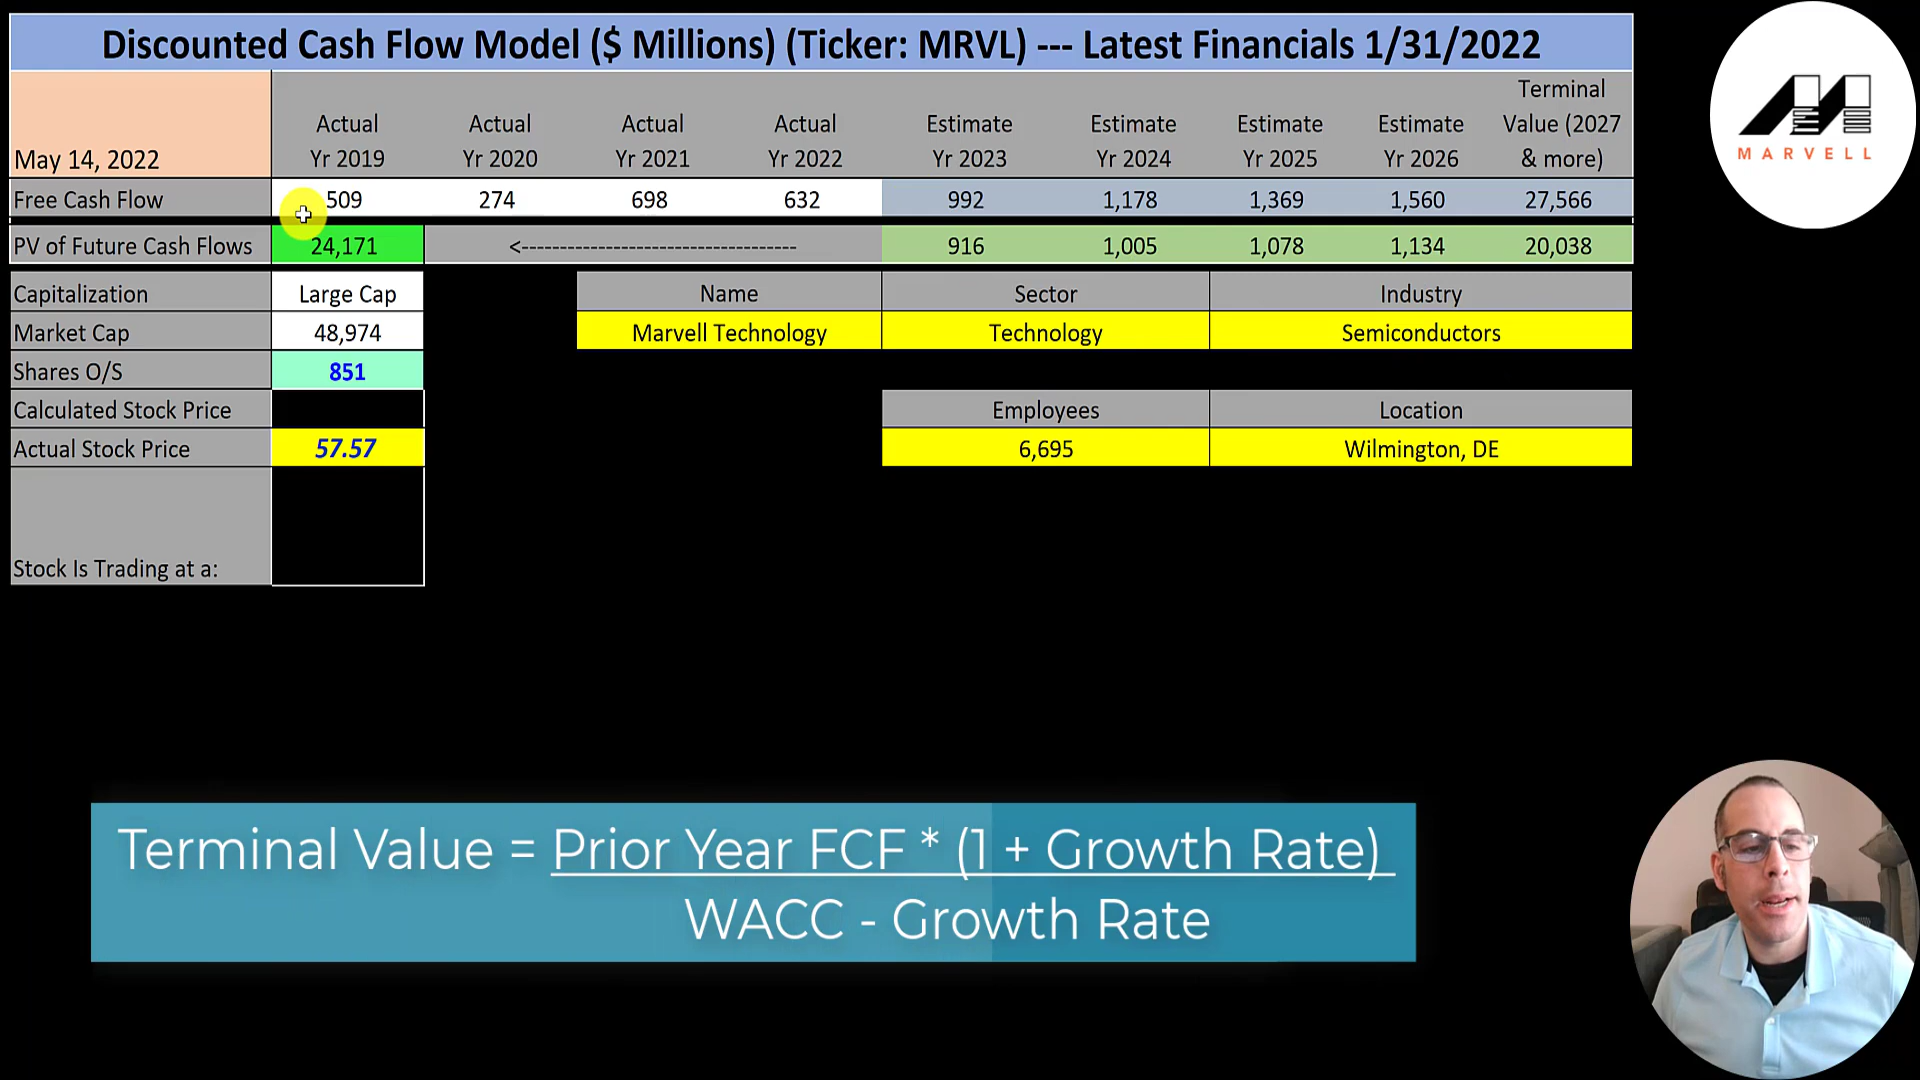 Discounted Cash Flow Model ($ Millions) (Ticker: MRVL) --- Latest Financials 1/31/2022
May 14, 2022 Actual Yr 2019 Actual Yr 2020 Actual Yr 2021 Actual Yr 2022 Estimate Yr 2023 Estimate Yr 2024 Estimate Yr 2025 Estimate Yr 2026 Terminal Value (2027 & more)
Free Cash Flow 509 274 698 632 992 1,178 1,369 1,560 27,566
PV of Future Cash Flows 24,171 <----------------------------------- 916 1,005 1,078 1,134 20,038
Capitalization Large Cap Name Sector Industry
Market Cap 48,974 Marvell Technology Technology Semiconductors
Shares O/S 851
Calculated Stock Price Employees Location
Actual Stock Price 57.57 6,695 Wilmington, DE
Stock Is Trading at a:
MARVELL
Terminal Value = Prior Year FCF * (1 + Growth Rate)
WACC - Growth Rate